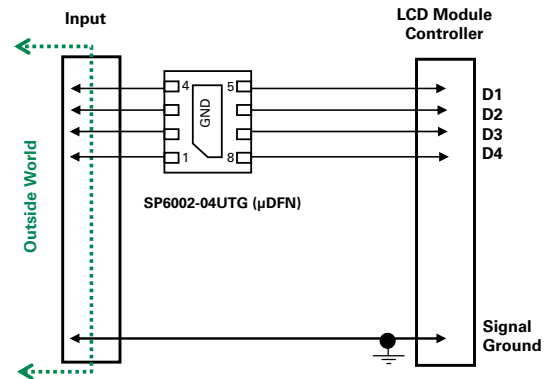 Input
LCD Module
Controller
Outside World
4
5
GND
1
8
D1
D2
D3
D4
SP6002-04UTG (µDFN)
Signal
Ground